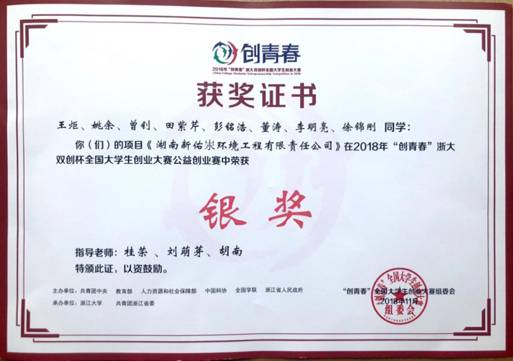 创青春
2018年“创青春”浙大双创杯全国大学生创业大赛
获奖证书
王炬、姚余、曾钊、田紫芹、彭铭浩、董涛、李明亮、徐锦刚 同学：
你（们）的项目《湖南新佑沵环境工程有限责任公司》在2018年“创青春”浙大
双创杯全国大学生创业大赛公益创业赛中荣获
银奖
指导老师：桂荣、刘萌芽、胡南
特颁此证，以资鼓励。
主办单位：共青团中央 教育部 人力资源和社会保障部 中国科协 全国学联 浙江省人民政府
承办单位：浙江大学 共青团浙江省委
“创青春”全国大学生创业大赛组委会
2018年11月
组委会